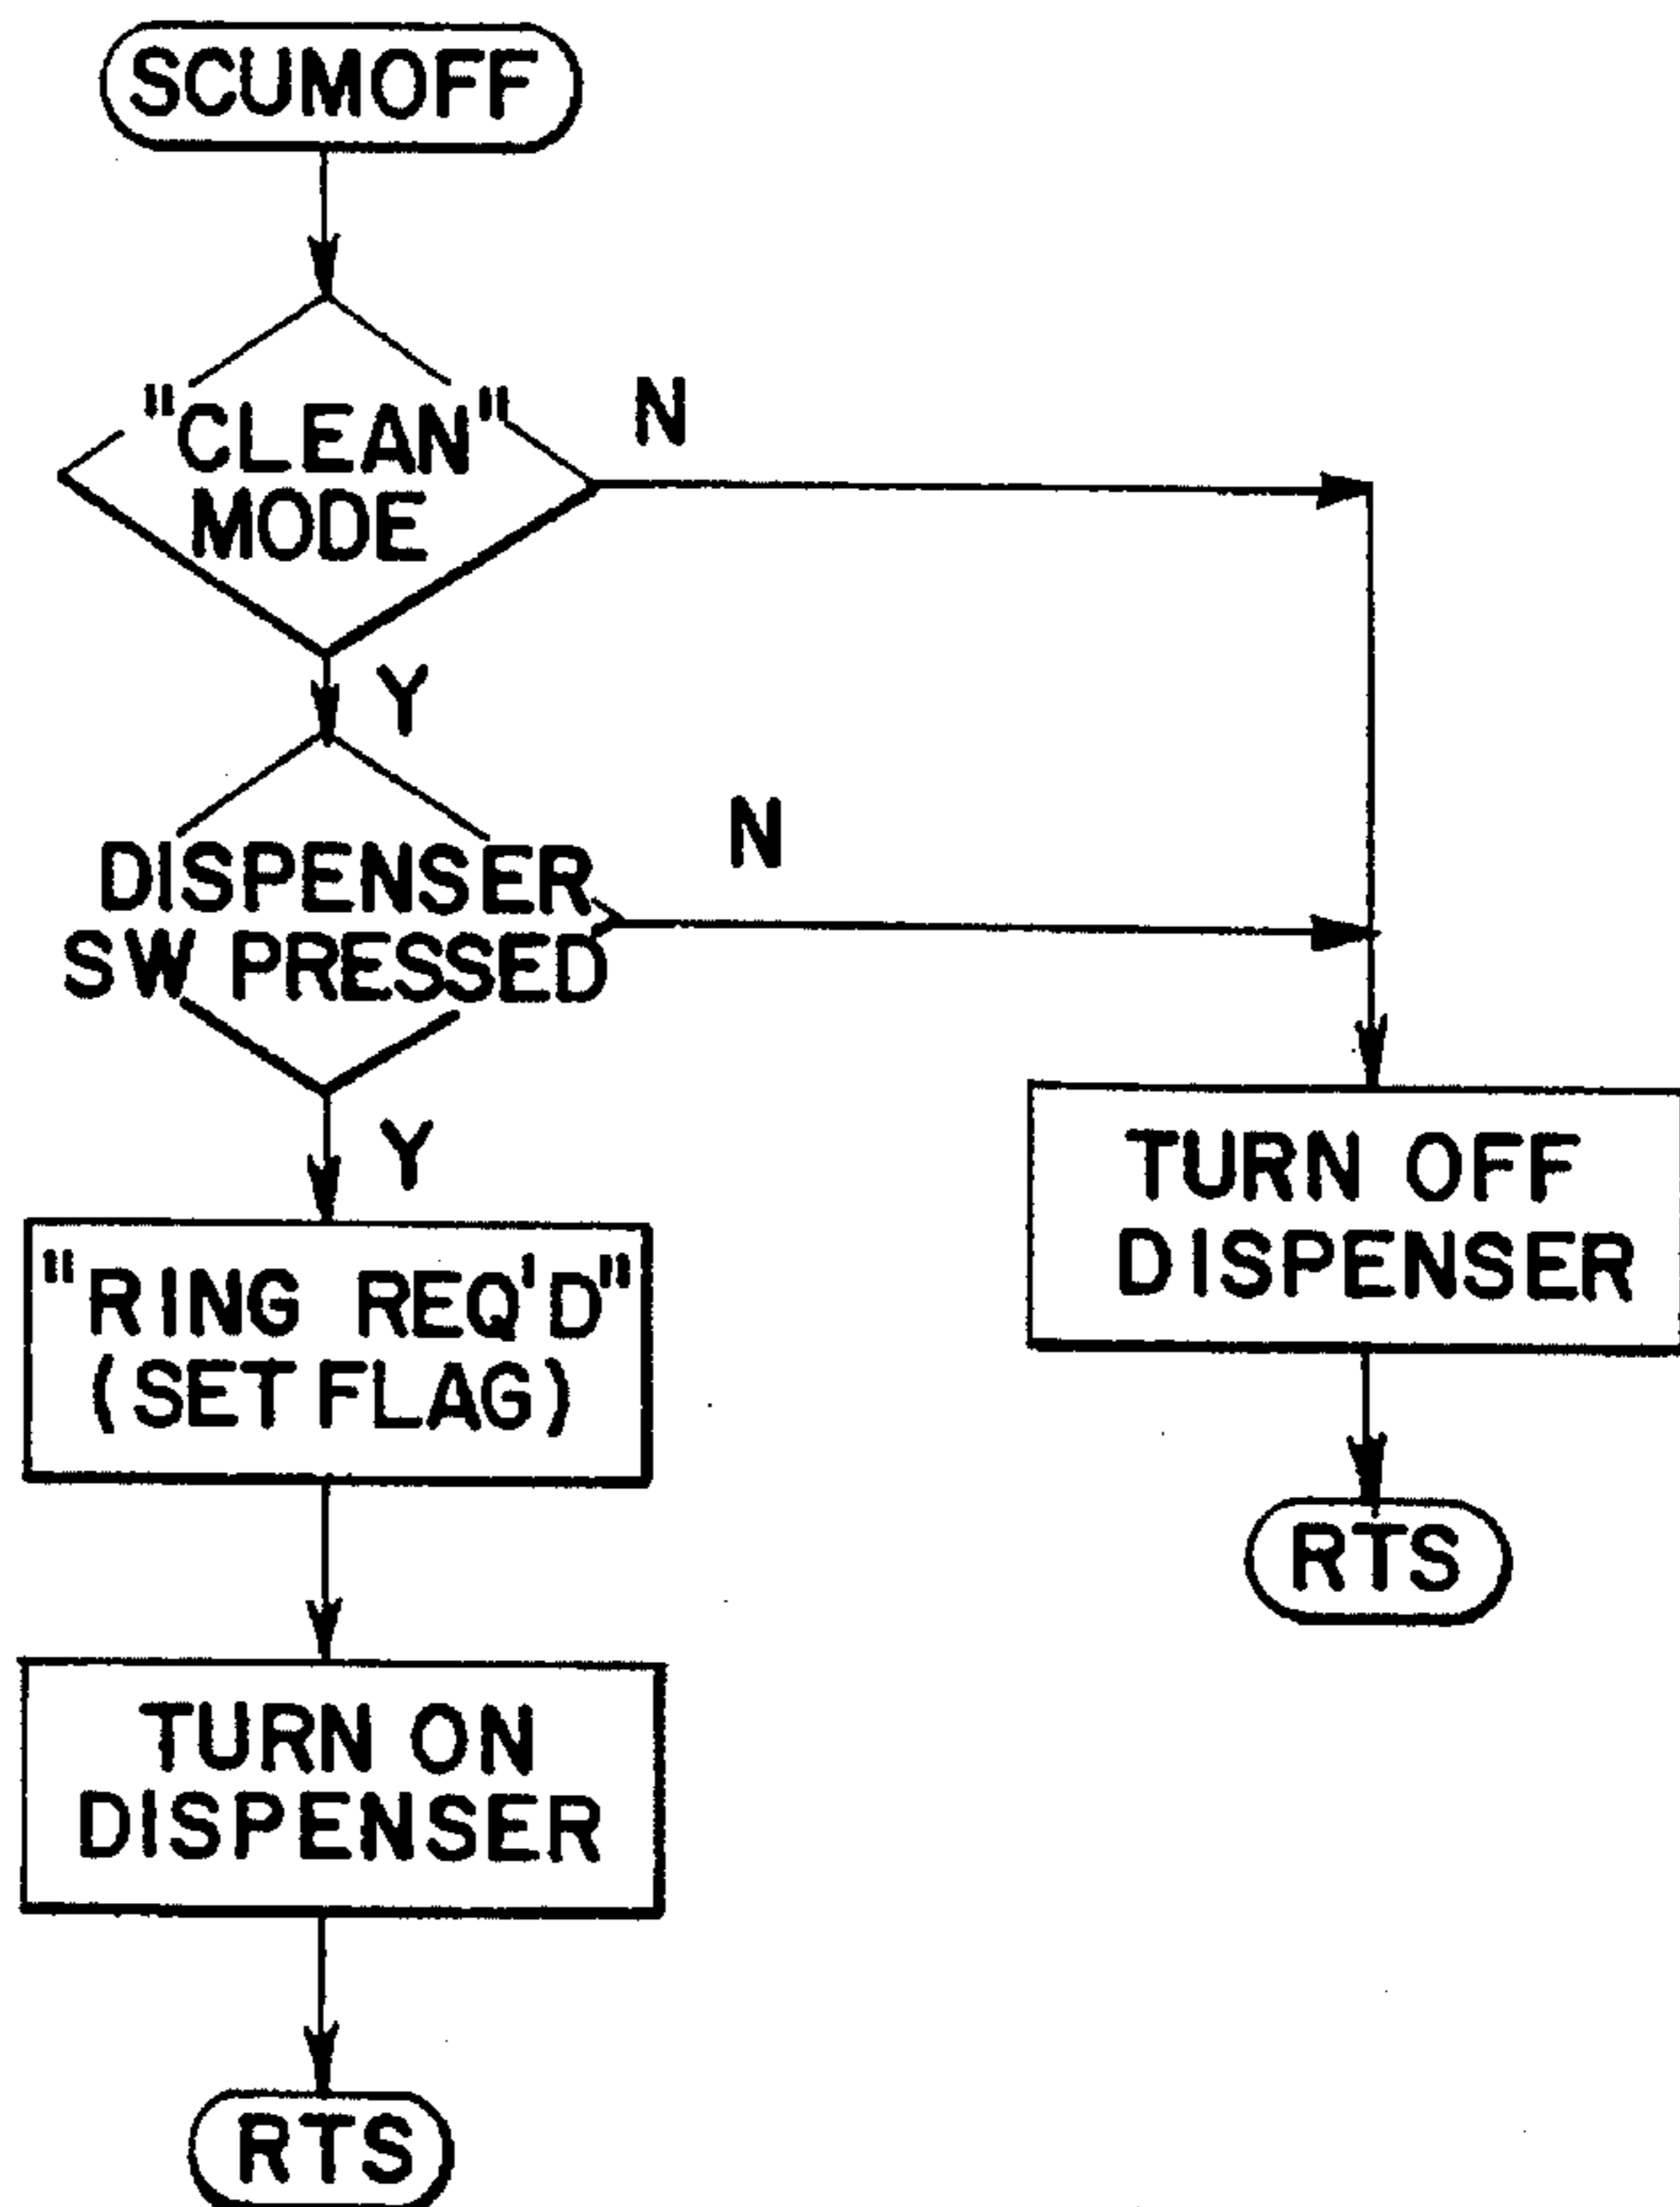 SCUMOFF
"CLEAN"
MODE
N
Y
DISPENSER
SW PRESSED
N
Y
"RING REQ'D"
(SET FLAG)
TURN ON
DISPENSER
RTS
TURN OFF
DISPENSER
RTS